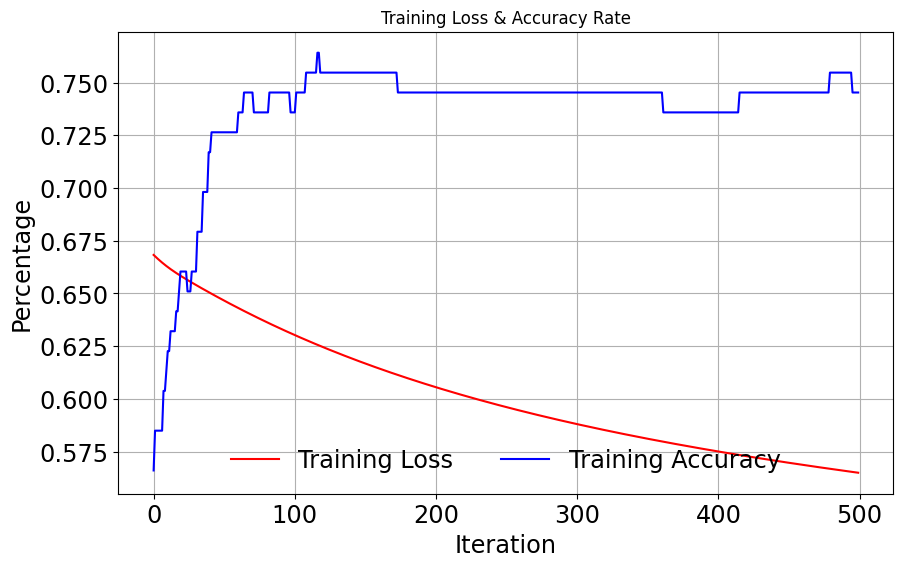 Training Loss & Accuracy Rate
Percentage
0.750
0.725
0.700
0.675
0.650
0.625
0.600
0.575
Training Loss Training Accuracy
0 100 200 300 400 500
Iteration